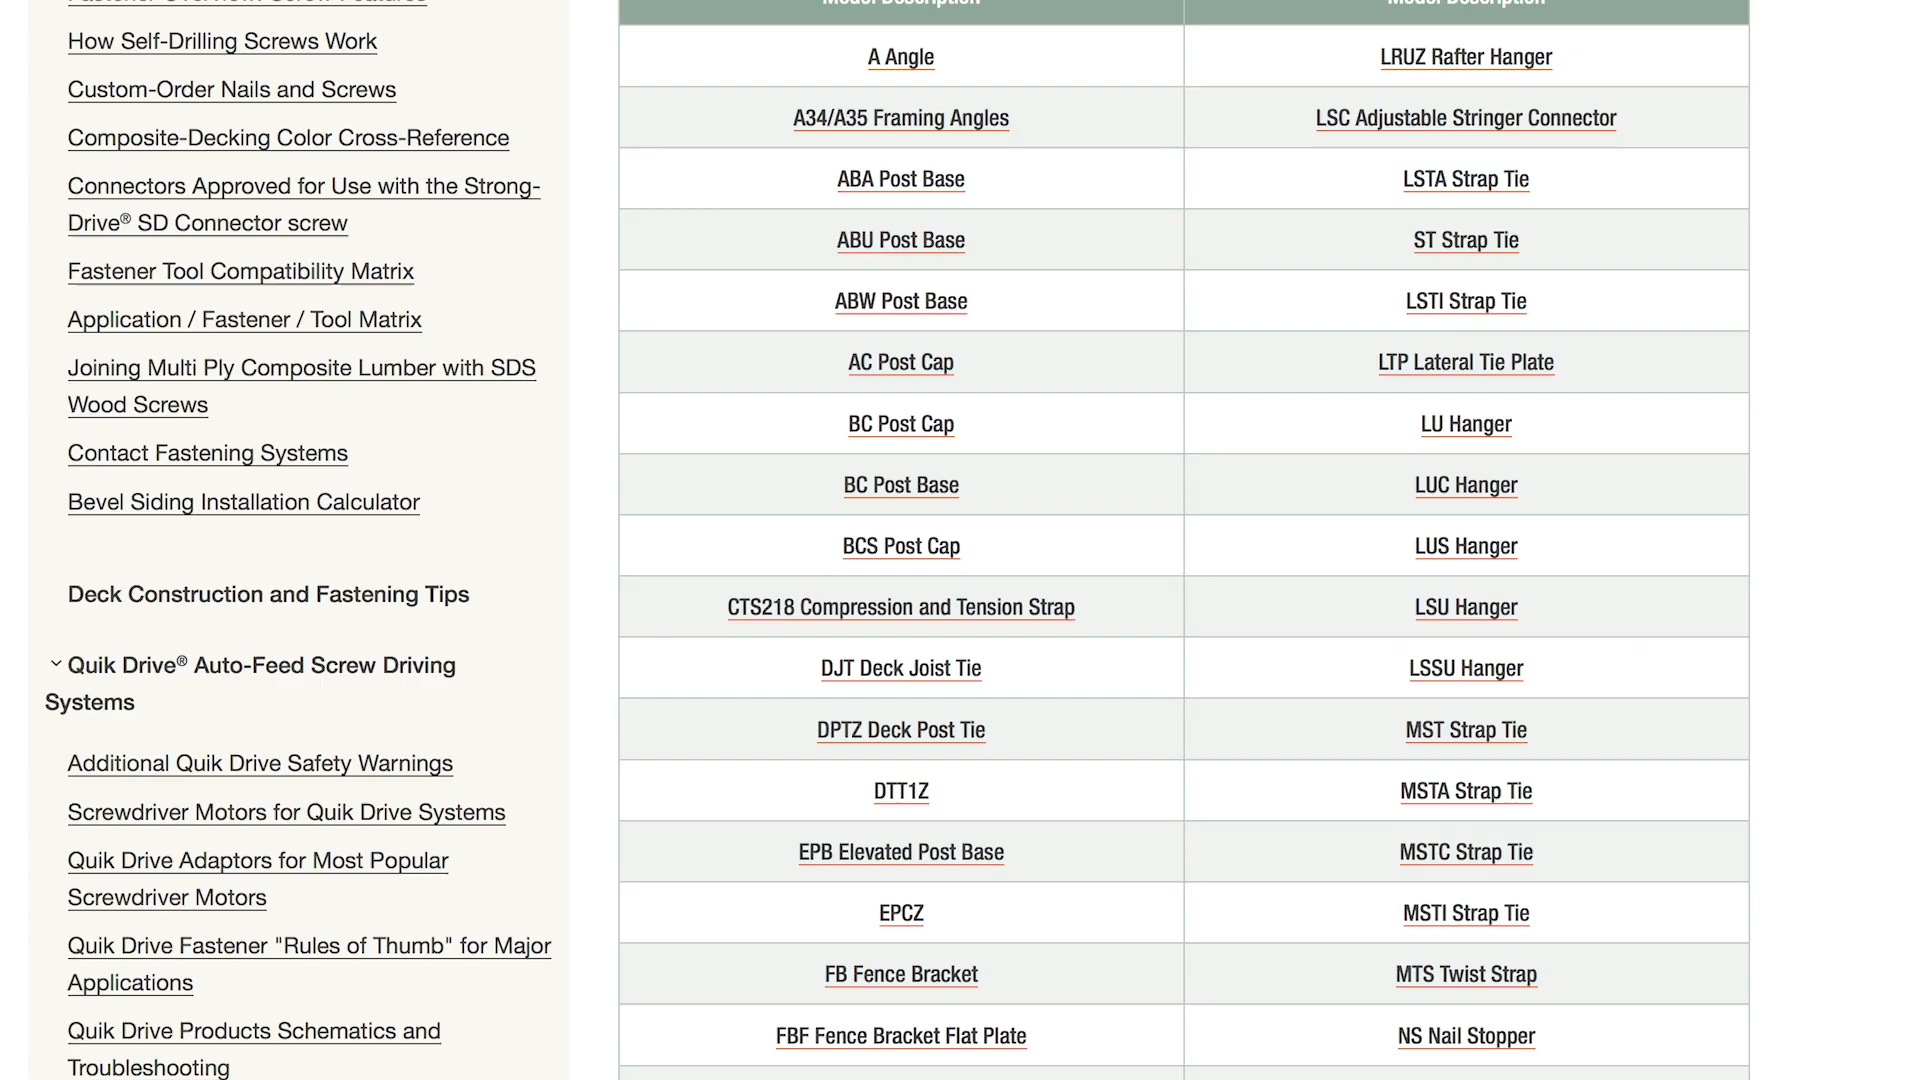 Fastener Overview: Screw Features
How Self-Drilling Screws Work
Custom-Order Nails and Screws
Composite-Decking Color Cross-Reference
Connectors Approved for Use with the Strong-
Drive® SD Connector screw
Fastener Tool Compatibility Matrix
Application / Fastener / Tool Matrix
Joining Multi Ply Composite Lumber with SDS
Wood Screws
Contact Fastening Systems
Bevel Siding Installation Calculator
Deck Construction and Fastening Tips
Quik Drive® Auto-Feed Screw Driving
Systems
Additional Quik Drive Safety Warnings
Screwdriver Motors for Quik Drive Systems
Quik Drive Adaptors for Most Popular
Screwdriver Motors
Quik Drive Fastener "Rules of Thumb" for Major
Applications
Quik Drive Products Schematics and
Troubleshooting
Model Description Model Description
A Angle LRUZ Rafter Hanger
A34/A35 Framing Angles LSC Adjustable Stringer Connector
ABA Post Base LSTA Strap Tie
ABU Post Base ST Strap Tie
ABW Post Base LSTI Strap Tie
AC Post Cap LTP Lateral Tie Plate
BC Post Cap LU Hanger
BC Post Base LUC Hanger
BCS Post Cap LUS Hanger
CTS218 Compression and Tension Strap LSU Hanger
DJT Deck Joist Tie LSSU Hanger
DPTZ Deck Post Tie MST Strap Tie
DTT1Z MSTA Strap Tie
EPB Elevated Post Base MSTC Strap Tie
EPCZ MSTI Strap Tie
FB Fence Bracket MTS Twist Strap
FBF Fence Bracket Flat Plate NS Nail Stopper